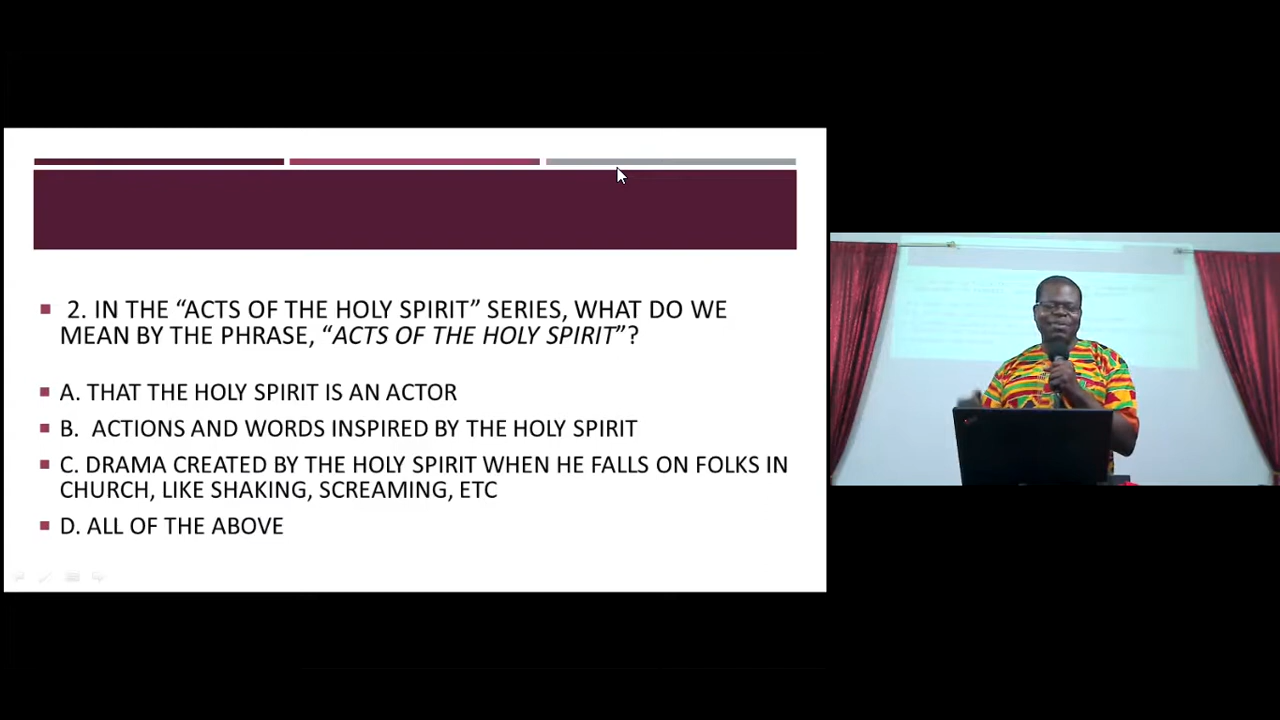 2. IN THE “ACTS OF THE HOLY SPIRIT” SERIES, WHAT DO WE
MEAN BY THE PHRASE, “ACTS OF THE HOLY SPIRIT”?
A. THAT THE HOLY SPIRIT IS AN ACTOR
B. ACTIONS AND WORDS INSPIRED BY THE HOLY SPIRIT
C. DRAMA CREATED BY THE HOLY SPIRIT WHEN HE FALLS ON FOLKS IN
CHURCH, LIKE SHAKING, SCREAMING, ETC
D. ALL OF THE ABOVE